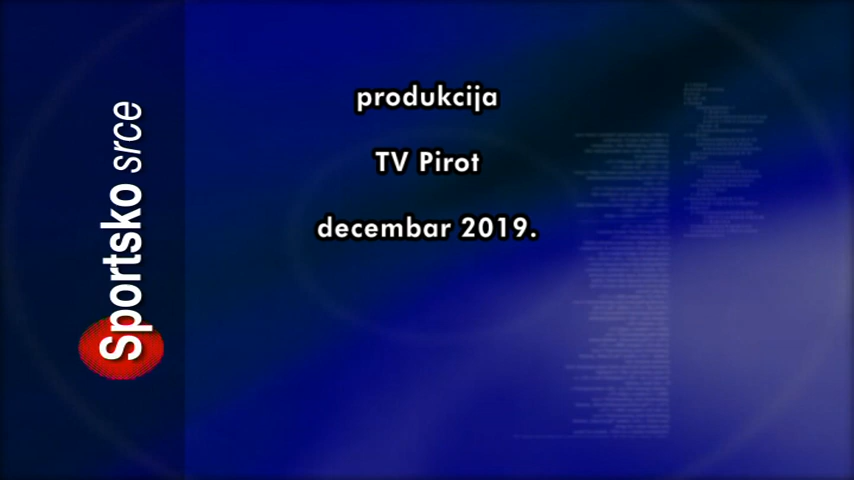 Sportsko srce
produkcija
TV Pirot
decembar 2019.